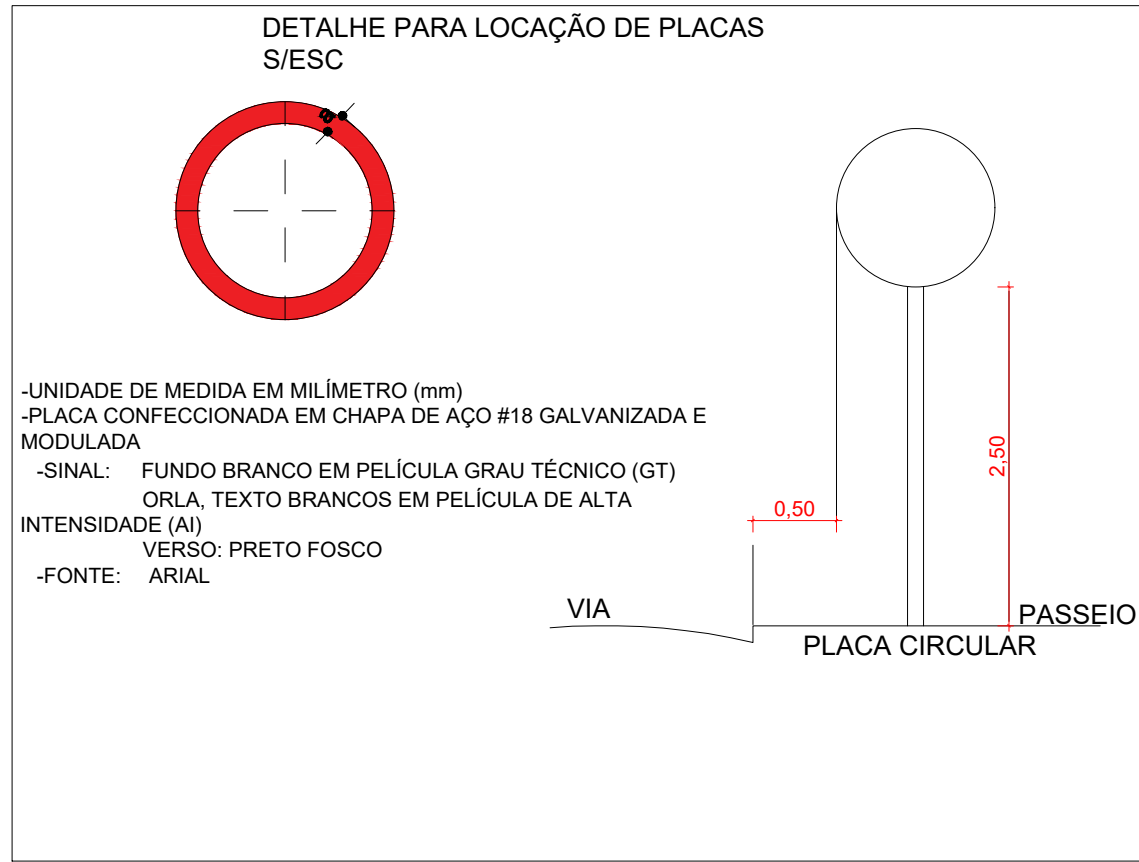 DETALHE PARA LOCAÇÃO DE PLACAS
S/ESC
-UNIDADE DE MEDIDA EM MILÍMETRO (mm)
-PLACA CONFECCIONADA EM CHAPA DE AÇO #18 GALVANIZADA E
MODULADA
-SINAL: FUNDO BRANCO EM PELÍCULA GRAU TÉCNICO (GT)
ORLA, TEXTO BRANCOS EM PELÍCULA DE ALTA
INTENSIDADE (AI)
VERSO: PRETO FOSCO
-FONTE: ARIAL
2,50
0,50
VIA
PASSEIO
PLACA CIRCULAR